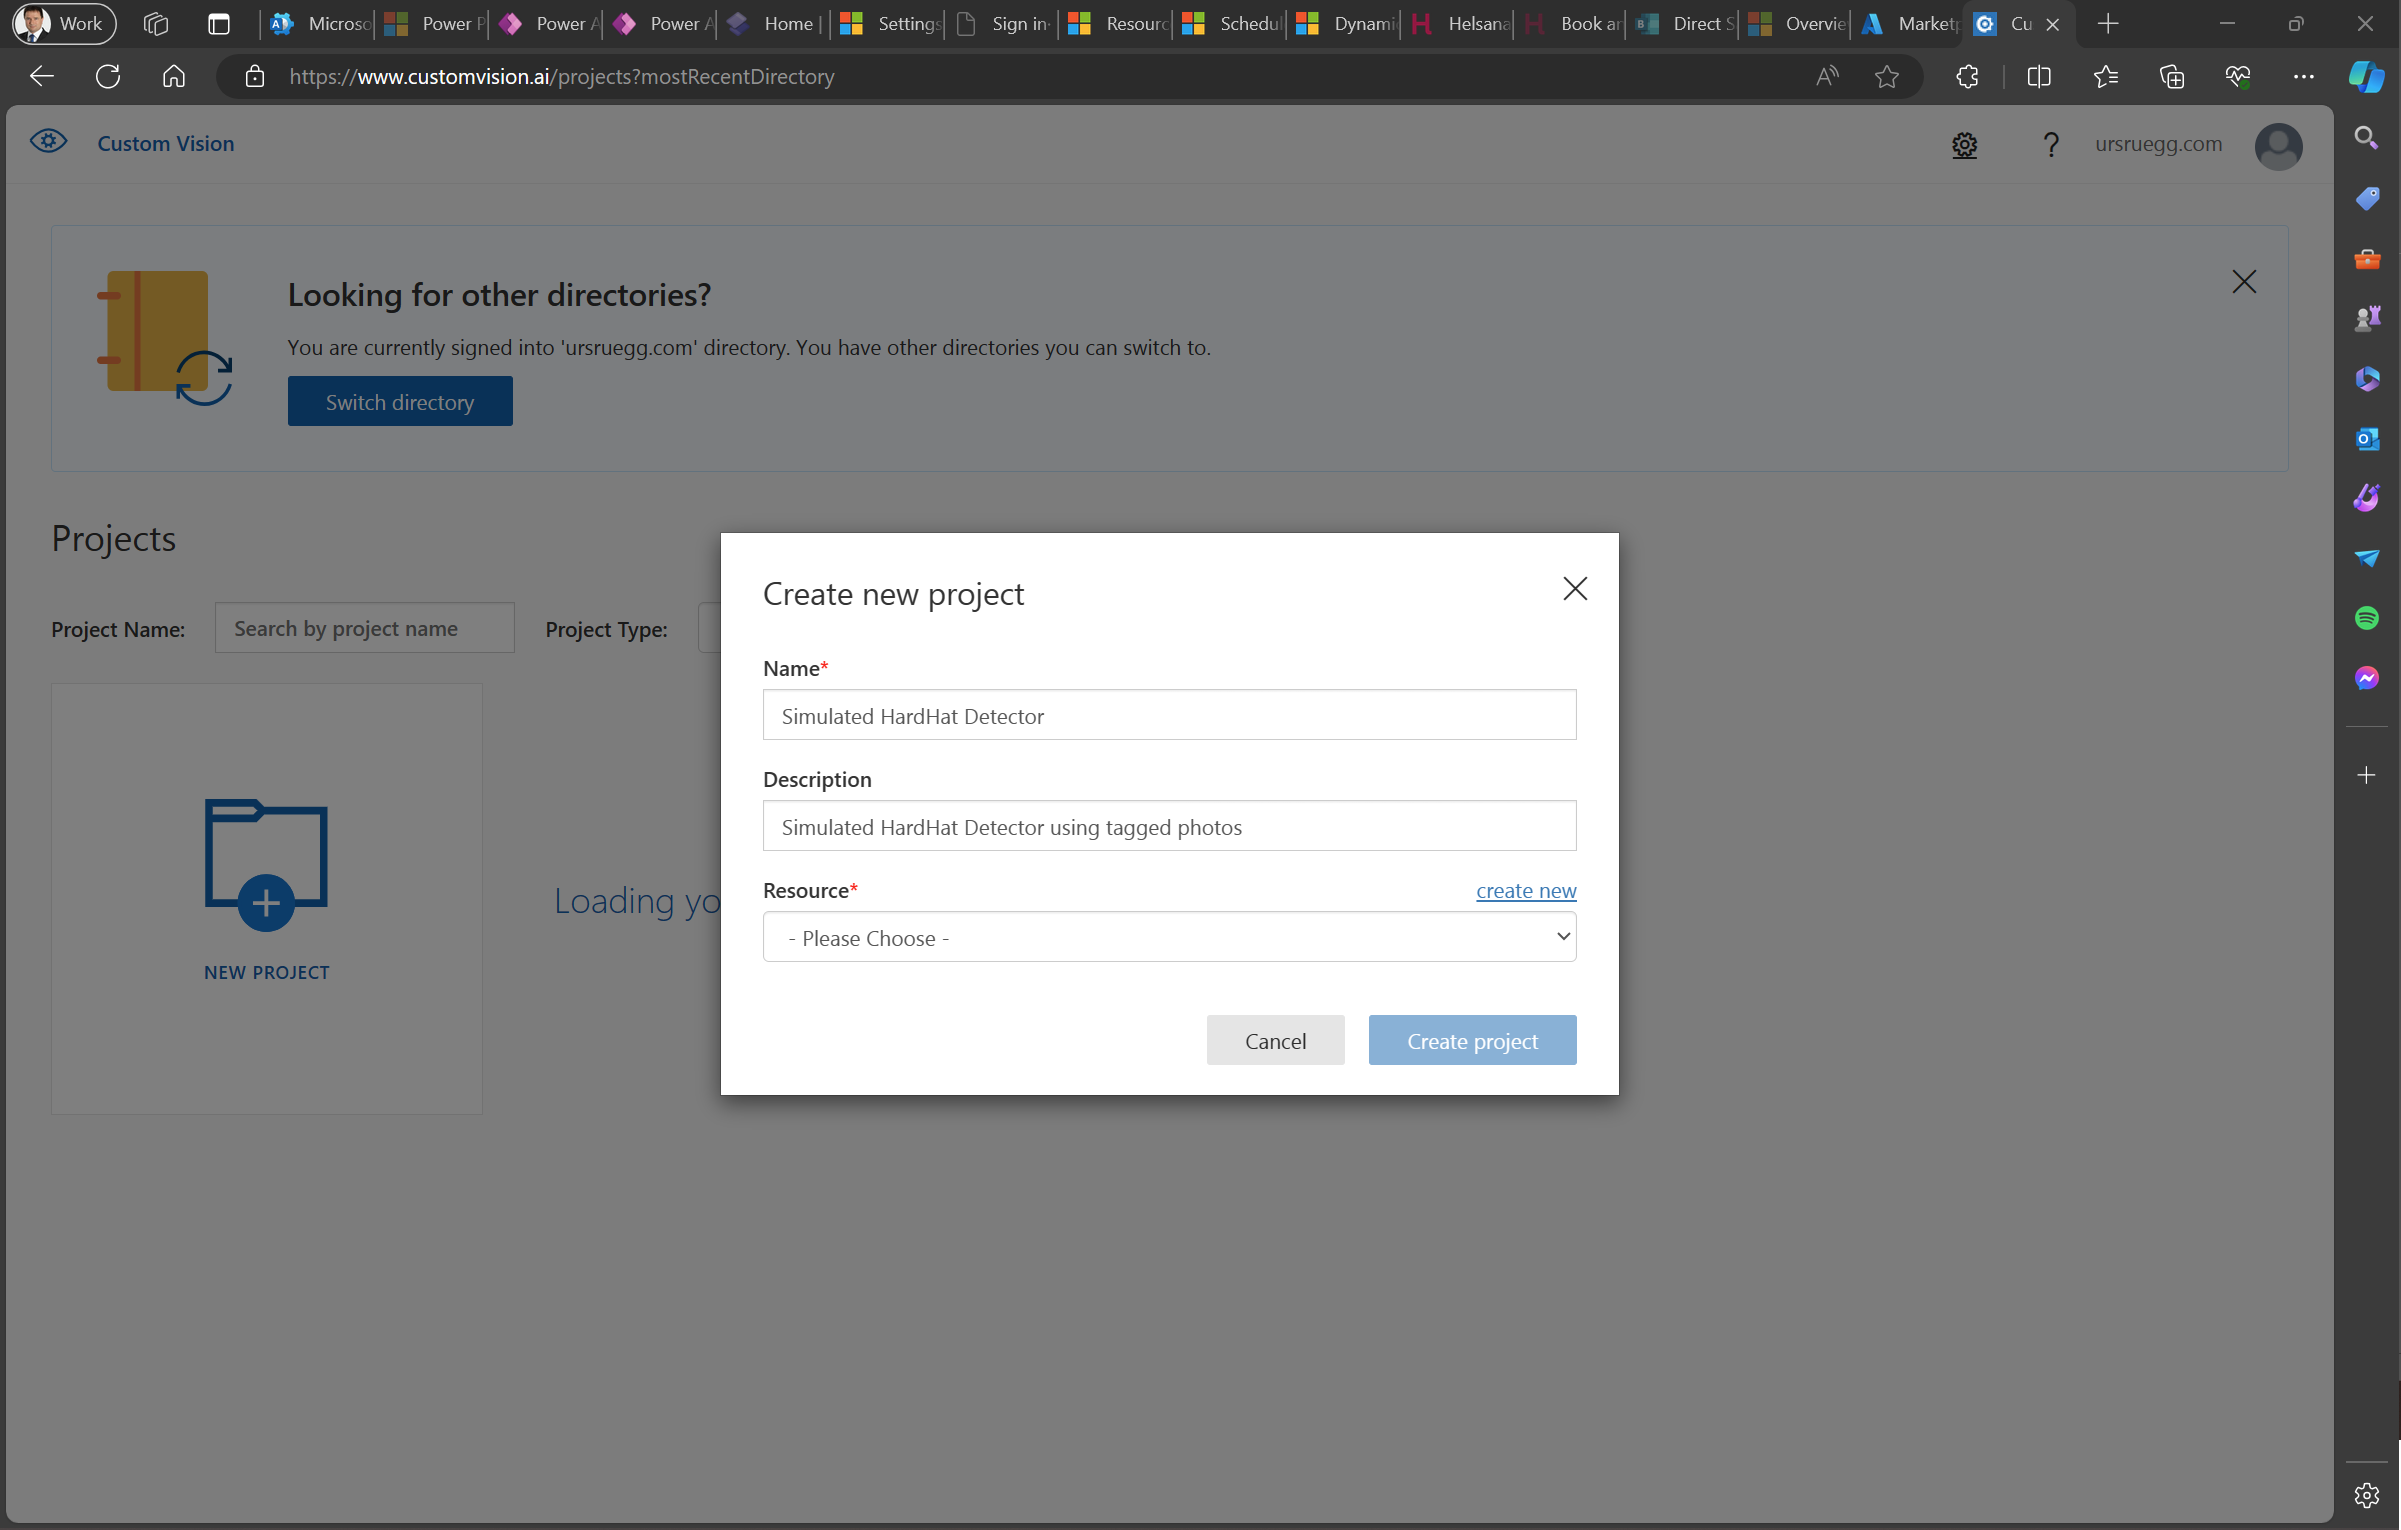 Work
Microso
Power P
Power A
Power A
Home |
Settings
Sign in
Resourc
Schedul
Dynami
Helsana
Book ar
Direct S
Overvie
Marketp
Cu
https://www.customvision.ai/projects?mostRecentDirectory
Custom Vision
?
ursruegg.com
Looking for other directories?
You are currently signed into 'ursruegg.com' directory. You have other directories you can switch to.
Switch directory
Projects
Project Name:
Search by project name
Project Type:
NEW PROJECT
Loading yo
Create new project
Name*
Simulated HardHat Detector
Description
Simulated HardHat Detector using tagged photos
Resource*
create new
- Please Choose -
Cancel
Create project